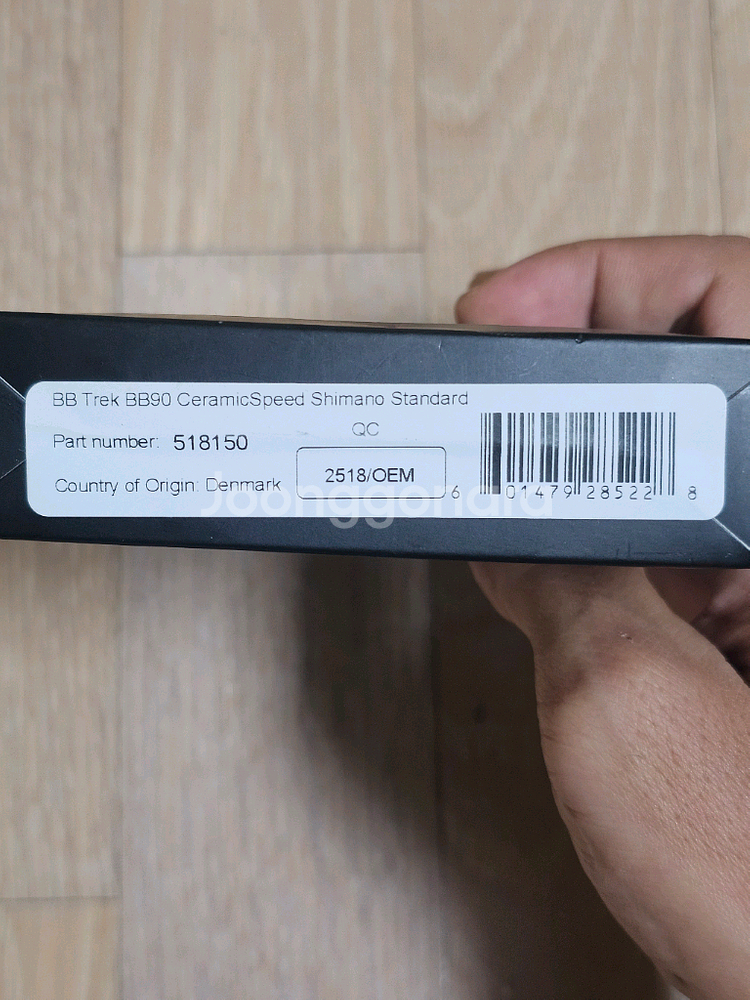 BB Trek BB90 CeramicSpeed Shimano Standard
QC
Part number: 518150
2518/OEM
Country of Origin: Denmark
6 01479 28522 8
Joonggonara